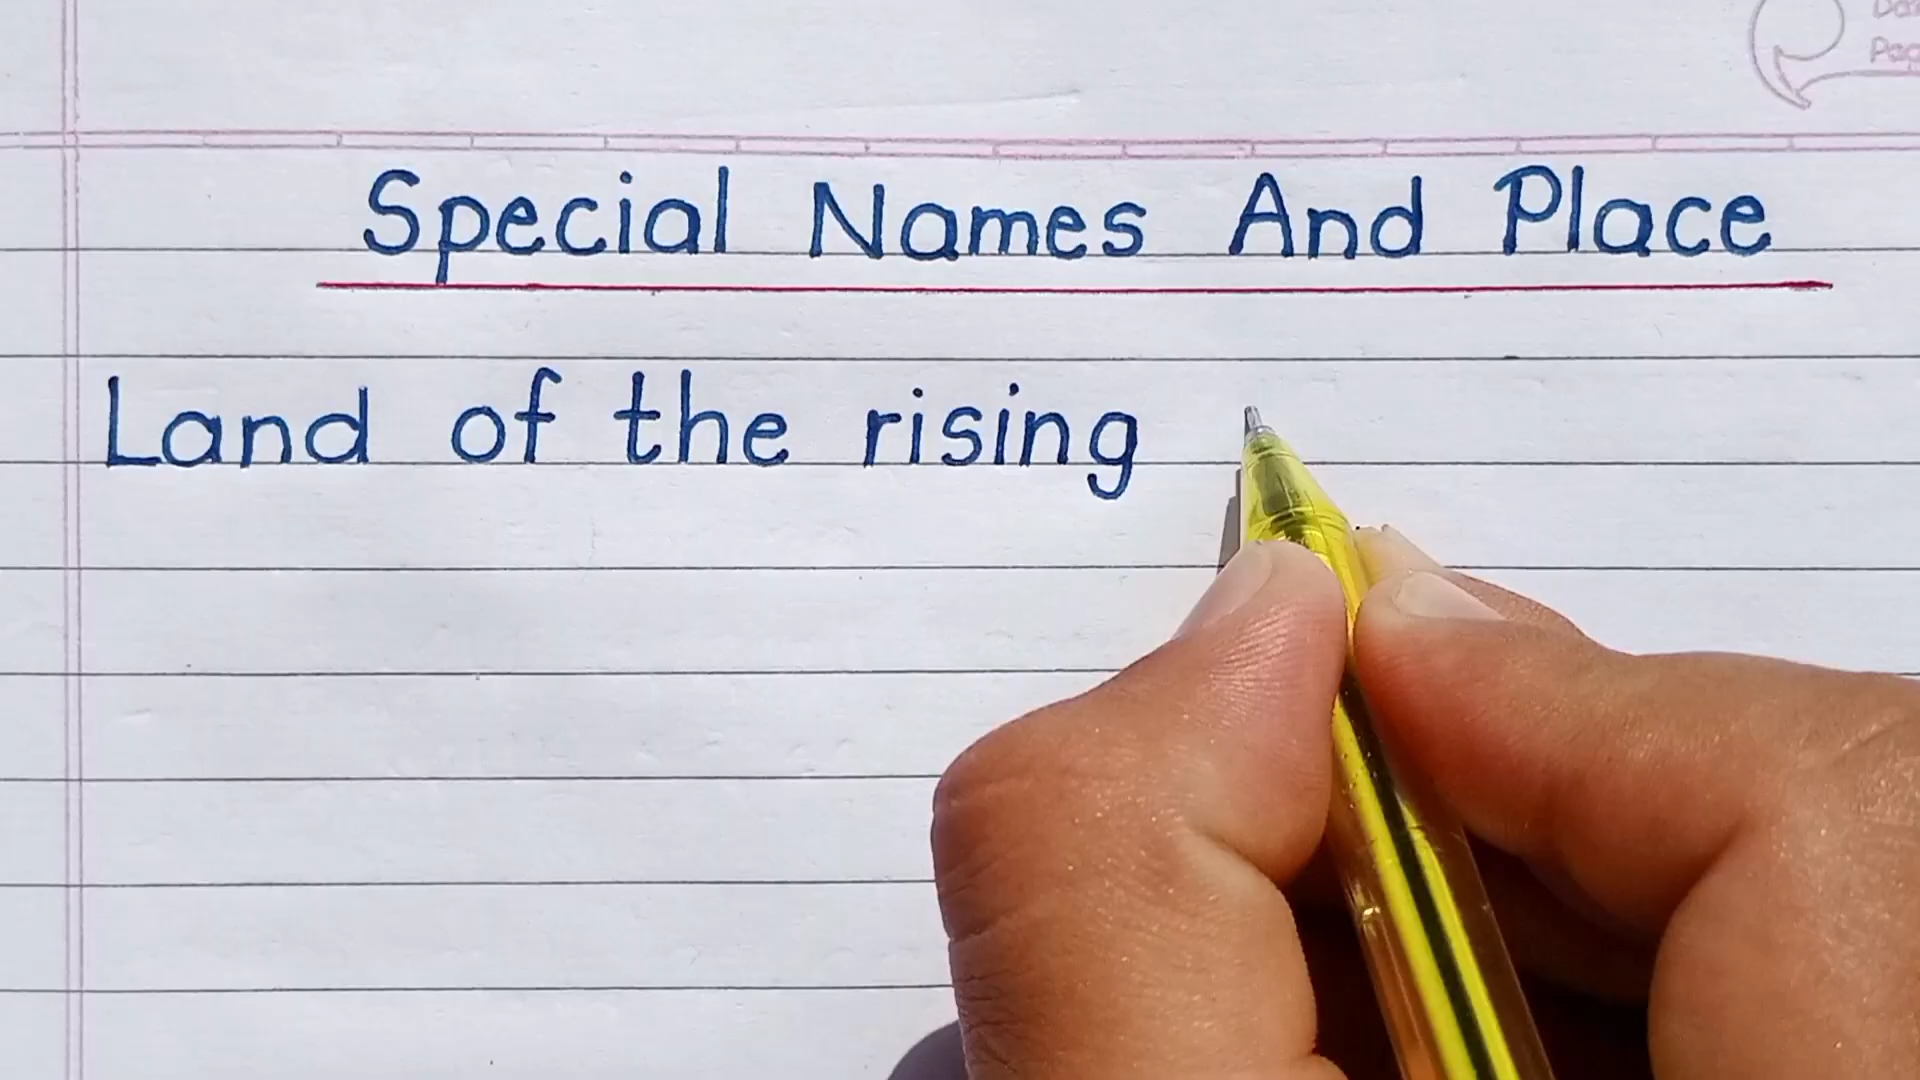 Special Names And Place
Land of the rising